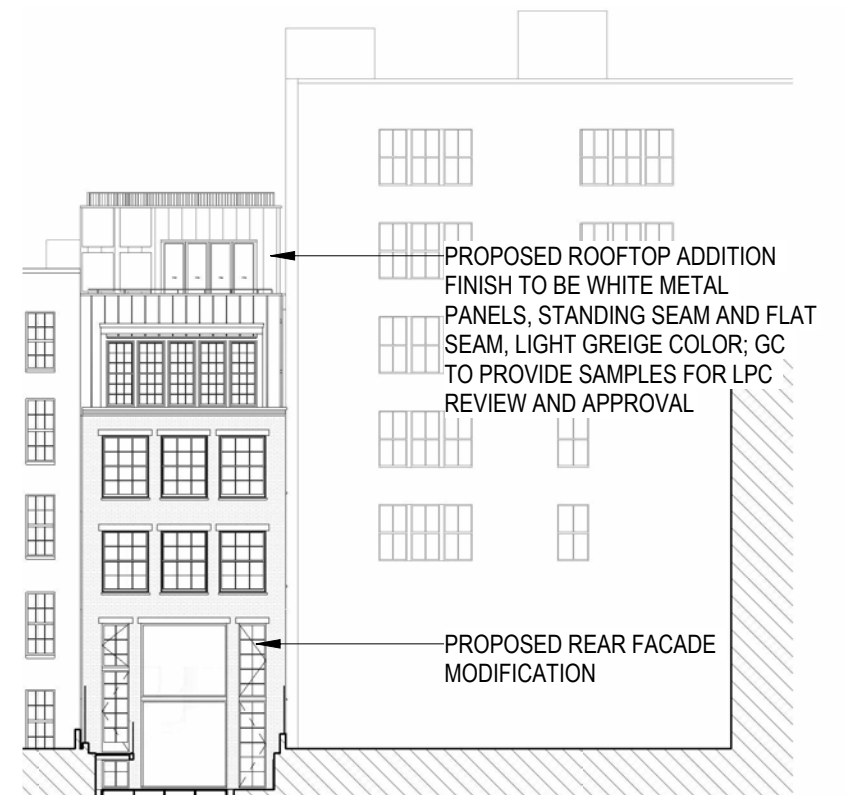 PROPOSED ROOFTOP ADDITION
FINISH TO BE WHITE METAL
PANELS, STANDING SEAM AND FLAT
SEAM, LIGHT GREIGE COLOR; GC
TO PROVIDE SAMPLES FOR LPC
REVIEW AND APPROVAL
PROPOSED REAR FACADE
MODIFICATION